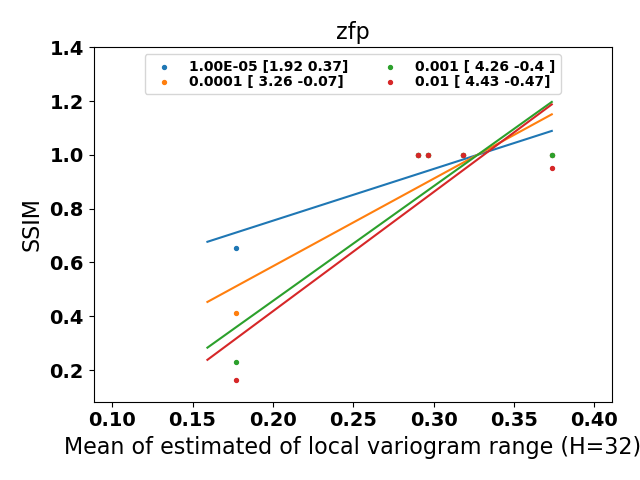 zfp
1.00E-05 [1.92 0.37]
0.0001 [ 3.26 -0.07]
0.001 [ 4.26 -0.4 ]
0.01 [ 4.43 -0.47]
SSIM
1.4
1.2
1.0
0.8
0.6
0.4
0.2
0.10 0.15 0.20 0.25 0.30 0.35 0.40
Mean of estimated of local variogram range (H=32)